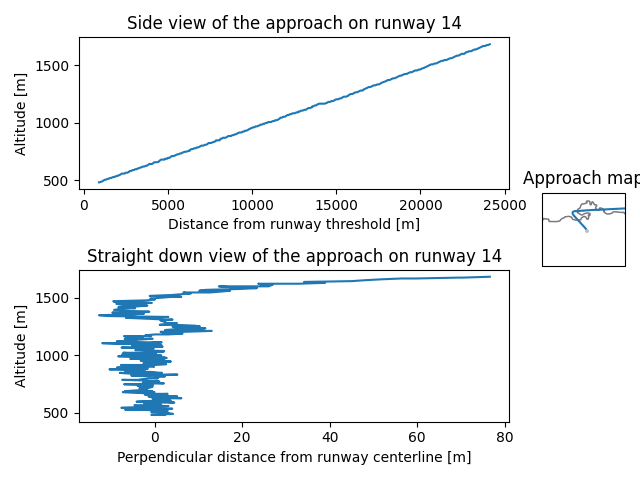 Side view of the approach on runway 14
Altitude [m]
1500
1000
500
0
5000
10000
15000
20000
25000
Distance from runway threshold [m]
Approach map
Straight down view of the approach on runway 14
Altitude [m]
1500
1000
500
0
20
40
60
80
Perpendicular distance from runway centerline [m]